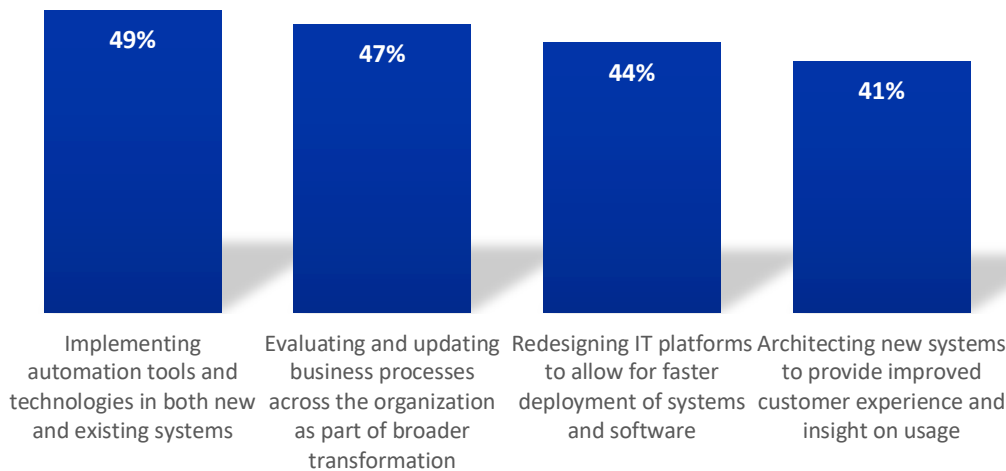 49%
47%
44%
41%
Implementing
automation tools and
technologies in both new
and existing systems
Evaluating and updating
business processes
across the organization
as part of broader
transformation
Redesigning IT platforms
to allow for faster
deployment of systems
and software
Architecting new systems
to provide improved
customer experience and
insight on usage